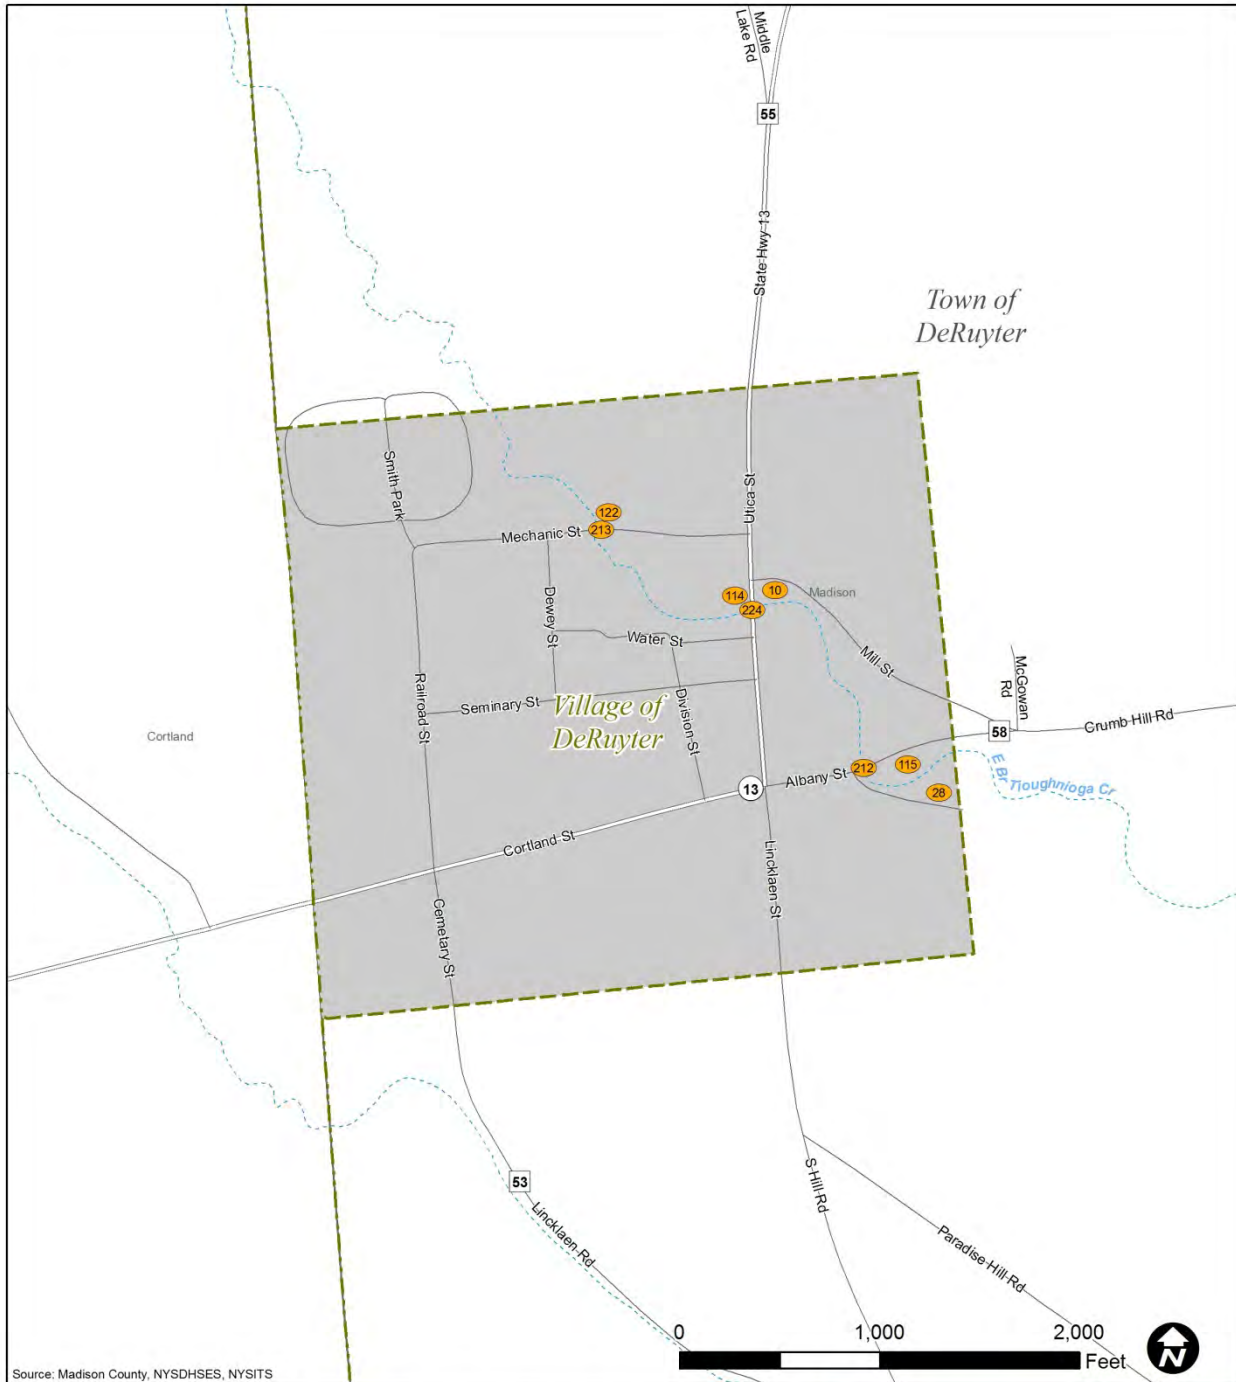 Middle
Lake Rd
55
State Hwy 13
Town of
DeRuyter
Smith Park
Utica St
122
213
Mechanic St
114
10
224
Madison
Dewey St
Water St
Mill St
McGowan
Rd
Railroad St
Seminary St
Village of
DeRuyter
Division St
58
Crumb Hill Rd
Cortland
212
115
Albany St
13
28
E Br Tioughnioga Cr
Cortland St
Lincklaen St
Cemetary St
53
S Hill Rd
Lincklaen Rd
Paradise Hill Rd
0
1,000
2,000
Feet
N
Source: Madison County, NYSDHSES, NYSITS